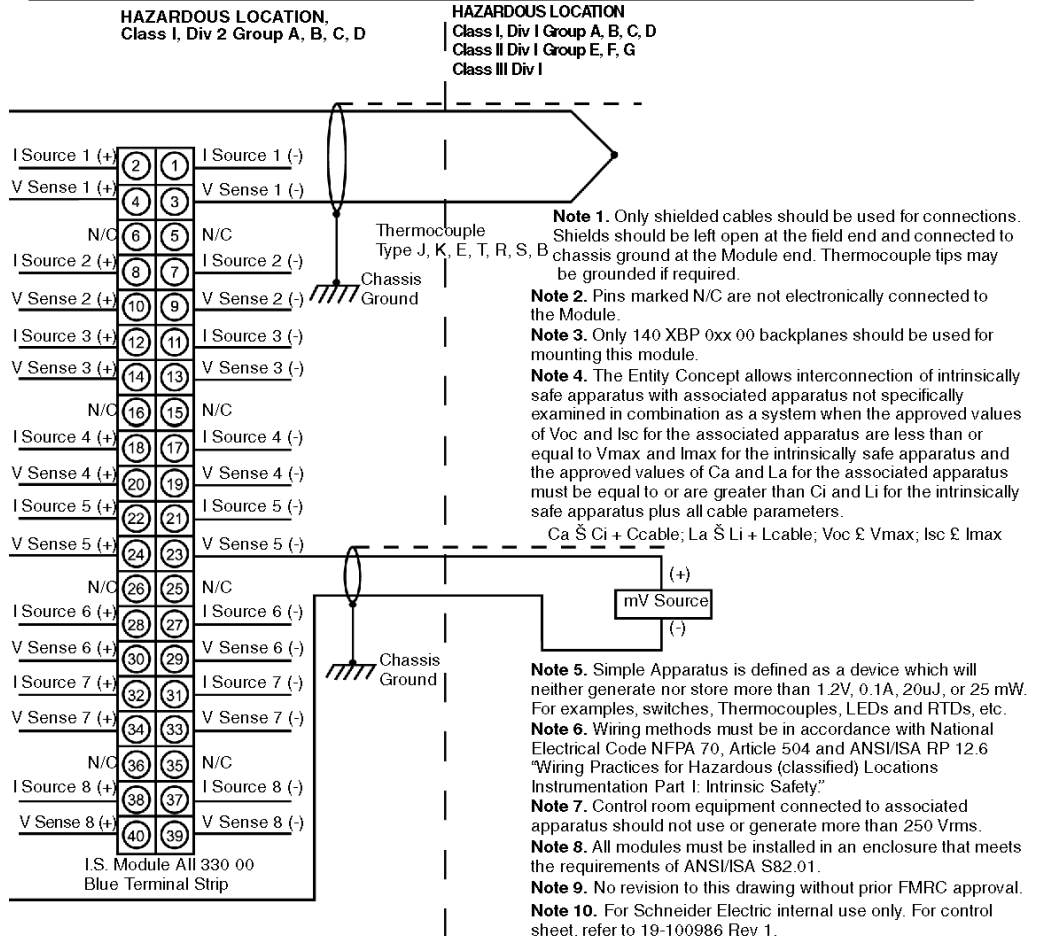 HAZARDOUS LOCATION,
Class I, Div 2 Group A, B, C, D
HAZARDOUS LOCATION
Class I, Div I Group A, B, C, D
Class II Div I Group E, F, G
Class III Div I
I Source 1 (+) 2 1 I Source 1 (-)
V Sense 1 (+) 4 3 V Sense 1 (-)
N/C 6 5 N/C
I Source 2 (+) 8 7 I Source 2 (-)
V Sense 2 (+) 10 9 V Sense 2 (-)
I Source 3 (+) 12 11 I Source 3 (-)
V Sense 3 (+) 14 13 V Sense 3 (-)
N/C 16 15 N/C
I Source 4 (+) 18 17 I Source 4 (-)
V Sense 4 (+) 20 19 V Sense 4 (-)
I Source 5 (+) 22 21 I Source 5 (-)
V Sense 5 (+) 24 23 V Sense 5 (-)
N/C 26 25 N/C
I Source 6 (+) 28 27 I Source 6 (-)
V Sense 6 (+) 30 29 V Sense 6 (-)
I Source 7 (+) 32 31 I Source 7 (-)
V Sense 7 (+) 34 33 V Sense 7 (-)
N/C 36 35 N/C
I Source 8 (+) 38 37 I Source 8 (-)
V Sense 8 (+) 40 39 V Sense 8 (-)
I.S. Module AII 330 00
Blue Terminal Strip
Thermocouple
Type J, K, E, T, R, S, B
Chassis
Ground
Note 1. Only shielded cables should be used for connections.
Shields should be left open at the field end and connected to
chassis ground at the Module end. Thermocouple tips may
be grounded if required.
Note 2. Pins marked N/C are not electronically connected to
the Module.
Note 3. Only 140 XBP 0xx 00 backplanes should be used for
mounting this module.
Note 4. The Entity Concept allows interconnection of intrinsically
safe apparatus with associated apparatus not specifically
examined in combination as a system when the approved values
of Voc and Isc for the associated apparatus are less than or
equal to Vmax and Imax for the intrinsically safe apparatus and
the approved values of Ca and La for the associated apparatus
must be equal to or are greater than Ci and Li for the intrinsically
safe apparatus plus all cable parameters.
Ca Š Ci + Ccable; La Š Li + Lcable; Voc £ Vmax; Isc £ Imax
(+)
mV Source
(-)
Chassis
Ground
Note 5. Simple Apparatus is defined as a device which will
neither generate nor store more than 1.2V, 0.1A, 20uJ, or 25 mW.
For examples, switches, Thermocouples, LEDs and RTDs, etc.
Note 6. Wiring methods must be in accordance with National
Electrical Code NFPA 70, Article 504 and ANSI/ISA RP 12.6
“Wiring Practices for Hazardous (classified) Locations
Instrumentation Part I: Intrinsic Safety.”
Note 7. Control room equipment connected to associated
apparatus should not use or generate more than 250 Vrms.
Note 8. All modules must be installed in an enclosure that meets
the requirements of ANSI/ISA S82.01.
Note 9. No revision to this drawing without prior FMRC approval.
Note 10. For Schneider Electric internal use only. For control
sheet, refer to 19-100986 Rev 1.